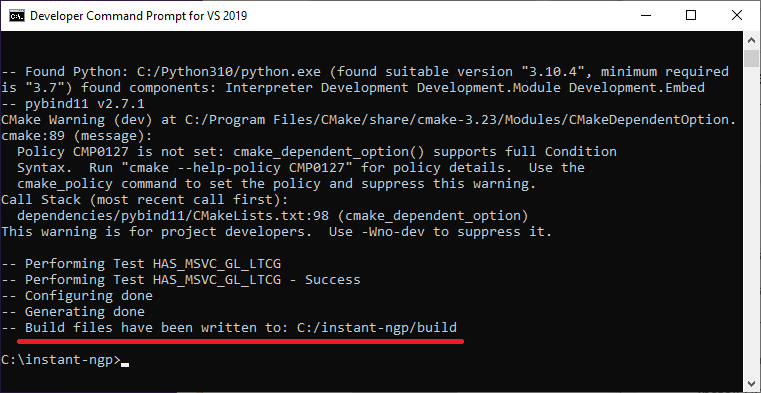 Developer Command Prompt for VS 2019
-- Found Python: C:/Python310/python.exe (found suitable version "3.10.4", minimum required
is "3.7") found components: Interpreter Development Development.Module Development.Embed
-- pybind11 v2.7.1
CMake Warning (dev) at C:/Program Files/CMake/share/cmake-3.23/Modules/CMakeDependentOption.
cmake:89 (message):
  Policy CMP0127 is not set: cmake_dependent_option() supports full Condition
  Syntax.  Run "cmake --help-policy CMP0127" for policy details.  Use the
  cmake_policy command to set the policy and suppress this warning.
Call Stack (most recent call first):
  dependencies/pybind11/CMakeLists.txt:98 (cmake_dependent_option)
This warning is for project developers.  Use -Wno-dev to suppress it.
-- Performing Test HAS_MSVC_GL_LTCG
-- Performing Test HAS_MSVC_GL_LTCG - Success
-- Configuring done
-- Generating done
-- Build files have been written to: C:/instant-ngp/build
C:\instant-ngp>